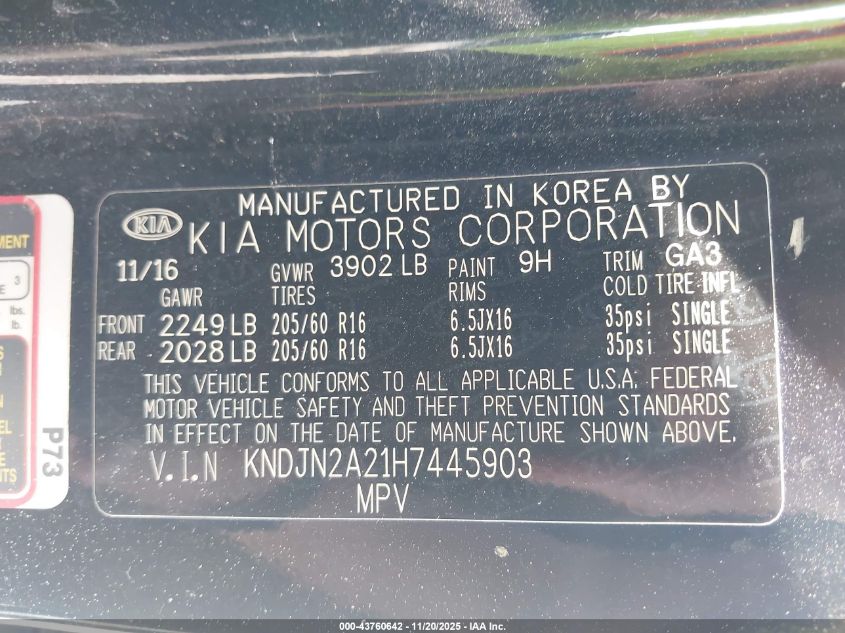 MANUFACTURED IN KOREA BY
KIA
KIA MOTORS CORPORATION
11/16 GVWR 3902 LB PAINT 9H TRIM GA3
GAWR TIRES RIMS COLD TIRE INFL
FRONT 2249 LB 205/60 R16 6.5JX16 35psi SINGLE
REAR 2028 LB 205/60 R16 6.5JX16 35psi SINGLE
THIS VEHICLE CONFORMS TO ALL APPLICABLE U.S.A. FEDERAL
MOTOR VEHICLE SAFETY AND THEFT PREVENTION STANDARDS
IN EFFECT ON THE DATE OF MANUFACTURE SHOWN ABOVE.
V.I.N KNDJN2A21H7445903
MPV
3
lbs.
lb.
P73
000-43760642 - 11/20/2025 - IAA Inc.